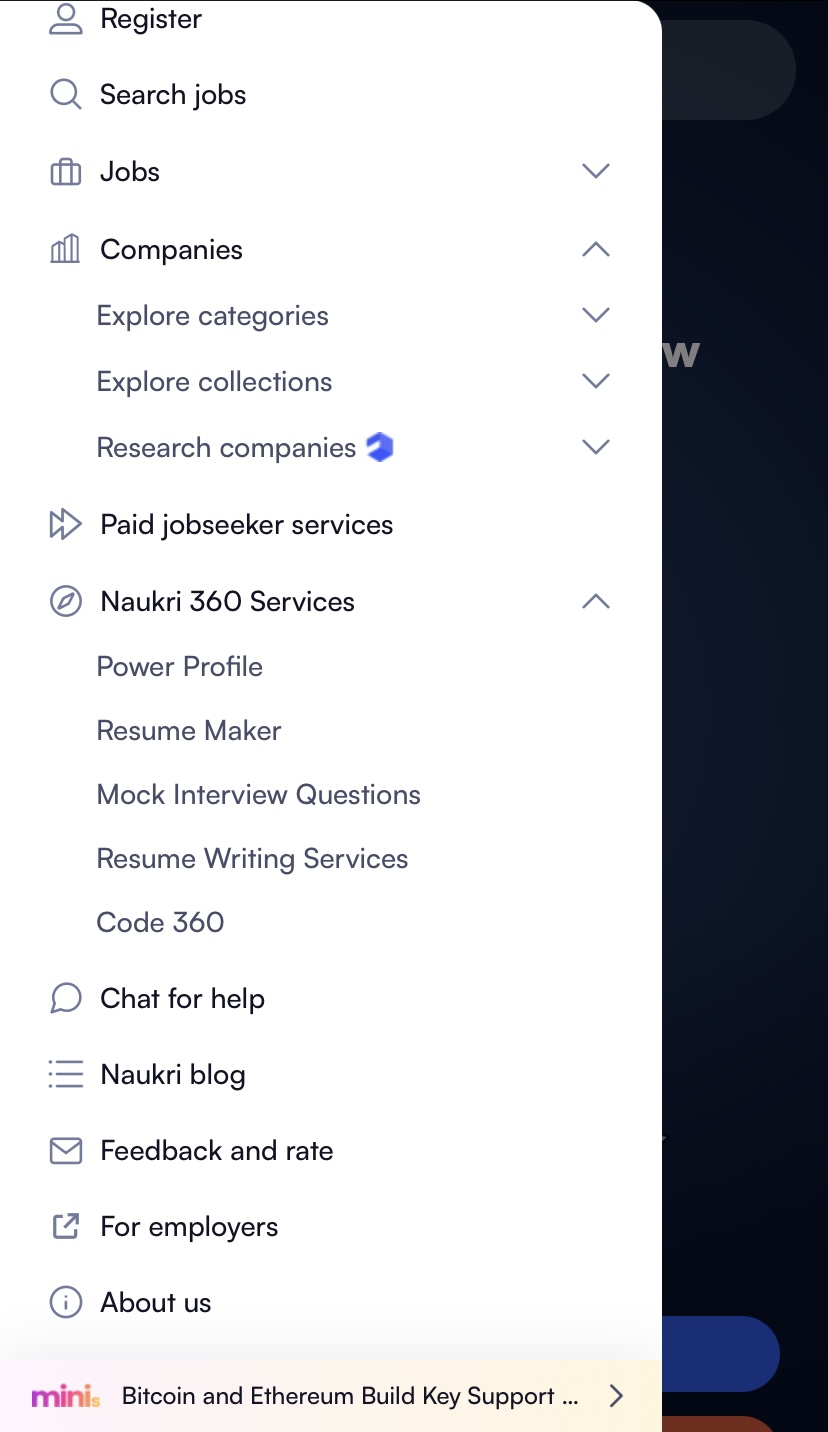 Register
Search jobs
Jobs
Companies
Explore categories
Explore collections
w
Research companies
Paid jobseeker services
Naukri 360 Services
Power Profile
Resume Maker
Mock Interview Questions
Resume Writing Services
Code 360
Chat for help
Naukri blog
Feedback and rate
For employers
About us
minis Bitcoin and Ethereum Build Key Support ...